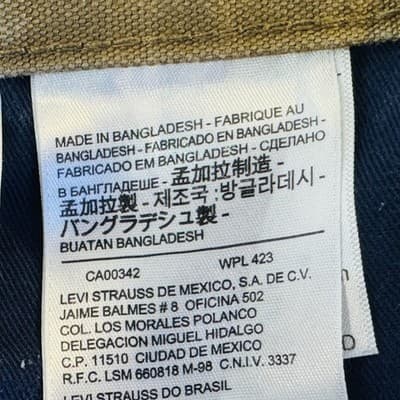 MADE IN BANGLADESH - FABRIQUE AU
BANGLADESH - FABRICADO EN BANGLADESH -
FABRICADO EM BANGLADESH - СДЕЛАНО
В БАНГЛАДЕШЕ - 孟加拉制造 -
孟加拉製 - 제조국 :방글라데시 -
バングラデシュ製 -
BUATAN BANGLADESH
CA00342 WPL 423
LEVI STRAUSS DE MEXICO, S.A. DE C.V.
JAIME BALMES # 8 OFICINA 502
COL. LOS MORALES POLANCO
DELEGACION MIGUEL HIDALGO
C.P. 11510 CIUDAD DE MEXICO
R.F.C. LSM 660818 M-98 C.N.I.V. 3337
LEVI STRAUSS DO BRASIL